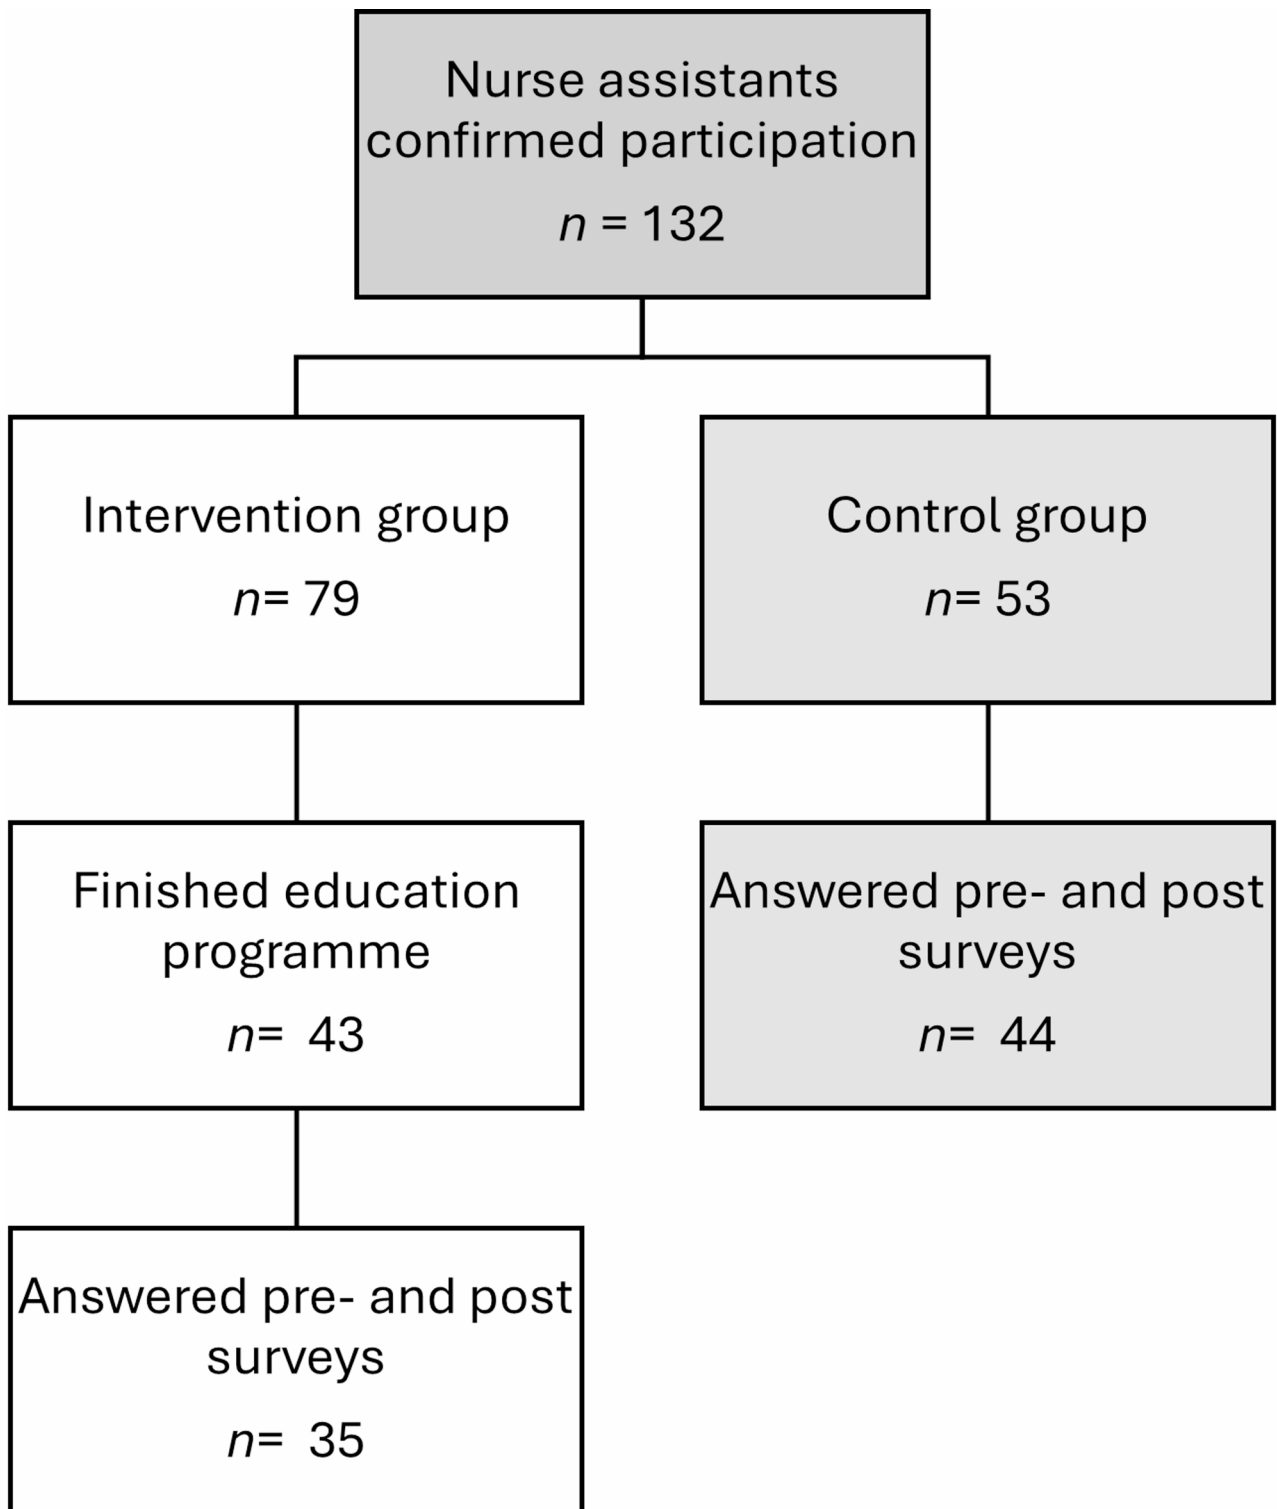 Nurse assistants
confirmed participation
n = 132
Intervention group
n= 79
Control group
n= 53
Finished education
programme
n=  43
Answered pre- and post
surveys
n=  44
Answered pre- and post
surveys
n=  35